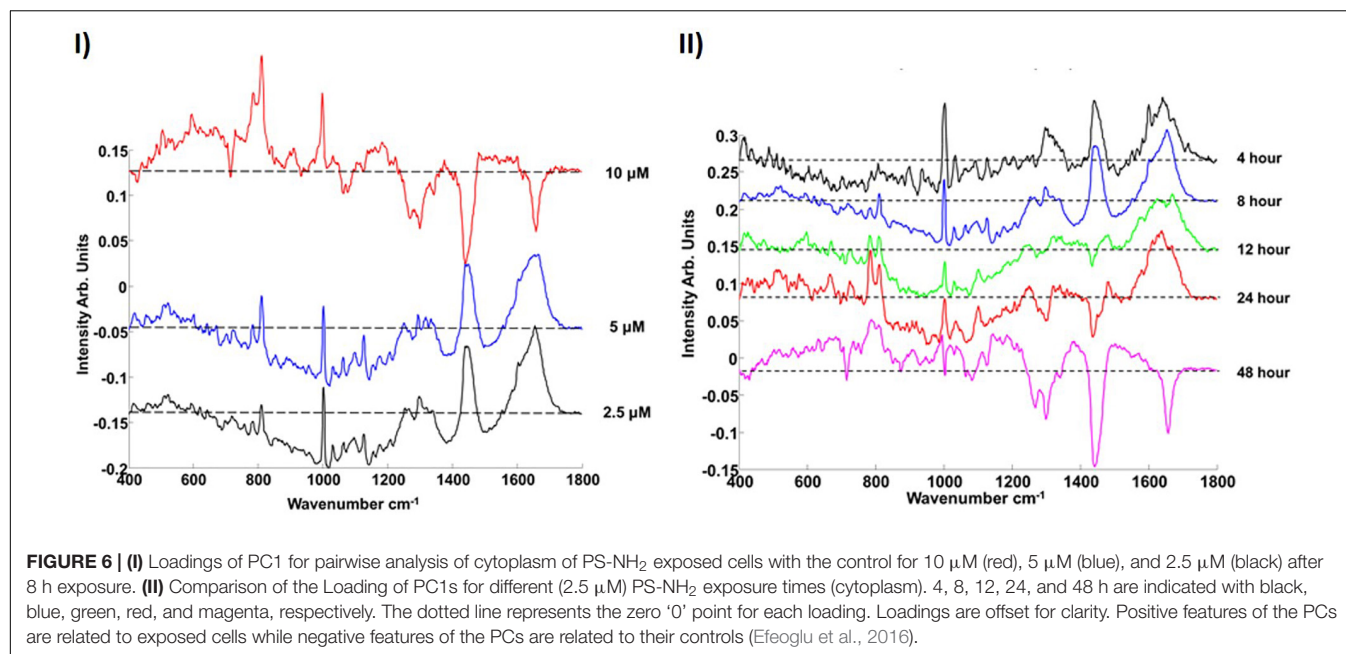 I)
Intensity Arb. Units
0.15
0.1
0.05
0
-0.05
-0.1
-0.15
-0.2
10 µM
5 µM
2.5 µM
400 600 800 1000 1200 1400 1600 1800
Wavenumber cm-1
II)
Intensity Arb. Units
0.3
0.25
0.2
0.15
0.1
0.05
0
-0.05
-0.1
-0.15
4 hour
8 hour
12 hour
24 hour
48 hour
400 600 800 1000 1200 1400 1600 1800
Wavenumber cm-1
FIGURE 6 | (I) Loadings of PC1 for pairwise analysis of cytoplasm of PS-NH2 exposed cells with the control for 10 µM (red), 5 µM (blue), and 2.5 µM (black) after
8 h exposure. (II) Comparison of the Loading of PC1s for different (2.5 µM) PS-NH2 exposure times (cytoplasm). 4, 8, 12, 24, and 48 h are indicated with black,
blue, green, red, and magenta, respectively. The dotted line represents the zero ‘0’ point for each loading. Loadings are offset for clarity. Positive features of the PCs
are related to exposed cells while negative features of the PCs are related to their controls (Efeoglu et al., 2016).